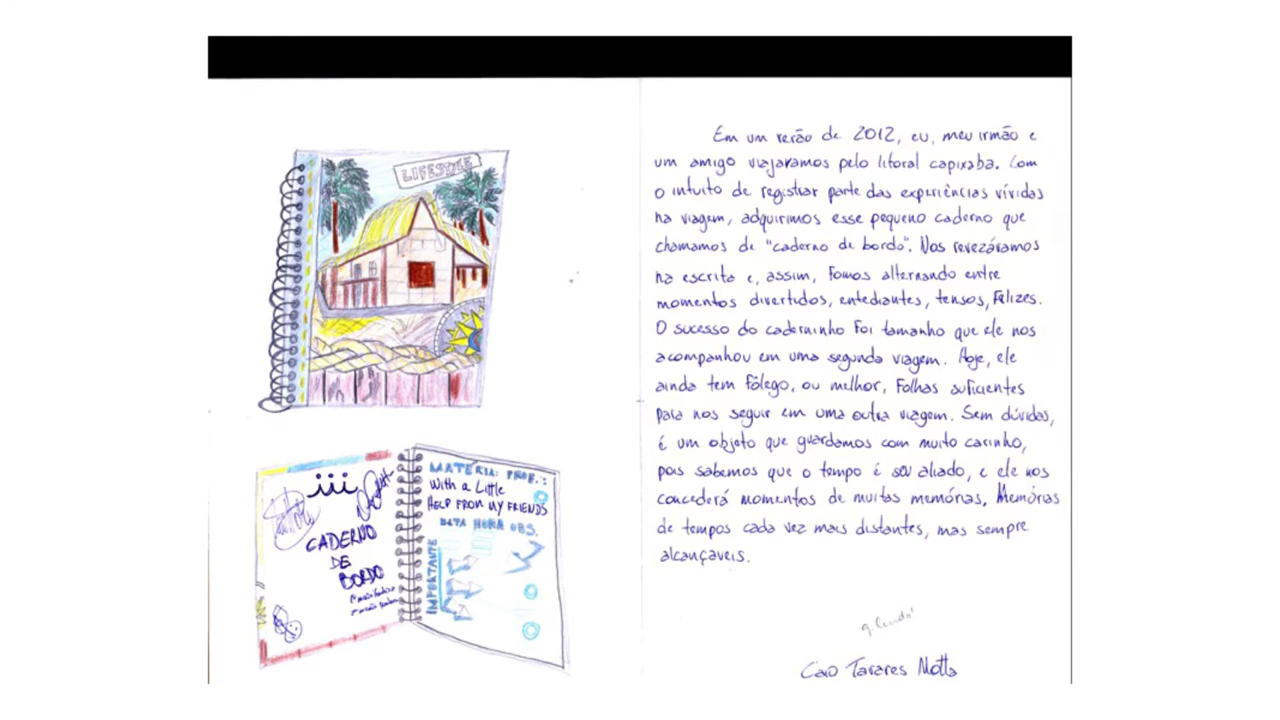 LIFESTYLE
iii
CADERNO
DE
BORDO
MATÉRIA: PROF.:
With a Little
HELP FROM MY FRIENDS
DATA HORA OBS.
IMPORTANTE
Em um verão de 2012, eu, meu irmão e
um amigo viajaramos pelo litoral capixaba. Com
o intuito de registrar parte das experiências vívidas
na viagem, adquirimos esse pequeno caderno que
chamamos de "caderno de bordo". Nos revezávamos
na escrita e, assim, fomos alternando entre
momentos divertidos, entediantes, tensos, felizes.
O sucesso do caderninho foi tamanho que ele nos
acompanhou em uma segunda viagem. Hoje, ele
ainda tem fôlego, ou melhor, folhas suficientes
para nos seguir em uma outra viagem. Sem dúvidas,
é um objeto que guardamos com muito carinho,
pois sabemos que o tempo é seu aliado, e ele nos
concederá momentos de muitas memórias. Memórias
de tempos cada vez mais distantes, mas sempre
alcançaveis.
q. lindo!
Caio Tavares Motta